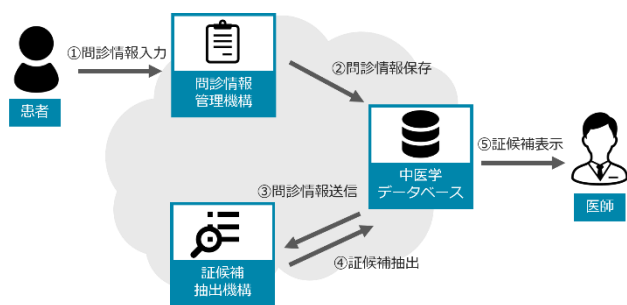 ①問診情報入力
患者
問診情報
管理機構
②問診情報保存
中医学
データベース
③問診情報送信
④証候補抽出
証候補
抽出機構
⑤証候補表示
医師